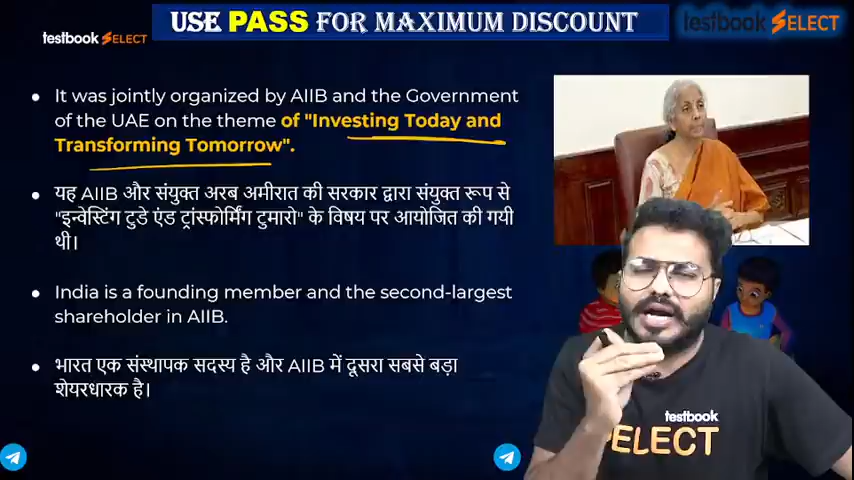 USE PASS FOR MAXIMUM DISCOUNT
testbook SELECT
testbook SELECT
It was jointly organized by AIIB and the Government
of the UAE on the theme of "Investing Today and
Transforming Tomorrow".
यह AIIB और संयुक्त अरब अमीरात की सरकार द्वारा संयुक्त रूप से
"इन्वेस्टिंग टुडे एंड ट्रांस्फोर्मिंग टुमारो" के विषय पर आयोजित की गयी
थी।
India is a founding member and the second-largest
shareholder in AIIB.
भारत एक संस्थापक सदस्य है और AIIB में दूसरा सबसे बड़ा
शेयरधारक है।
testbook
SELECT